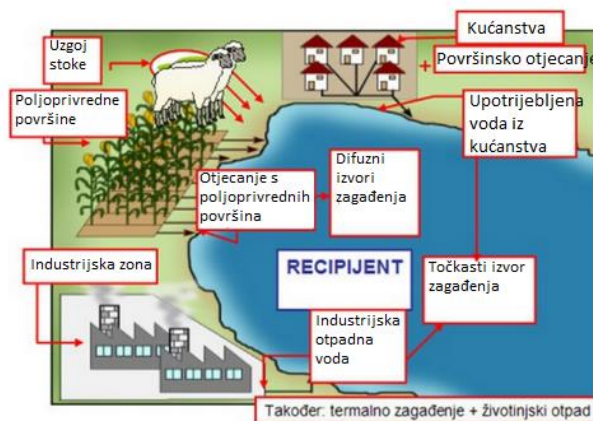 Uzgoj
stoke
Kućanstva
+ Površinsko otjecanje
Poljoprivredne
površine
Upotrijebljena
voda iz
kućanstva
Otjecanje s
poljoprivrednih
površina
Difuzni
izvori
zagađenja
Industrijska zona
RECIPIJENT
Točkasti izvor
zagađenja
Industrijska
otpadna
voda
Također: termalno zagađenje + životinjski otpad